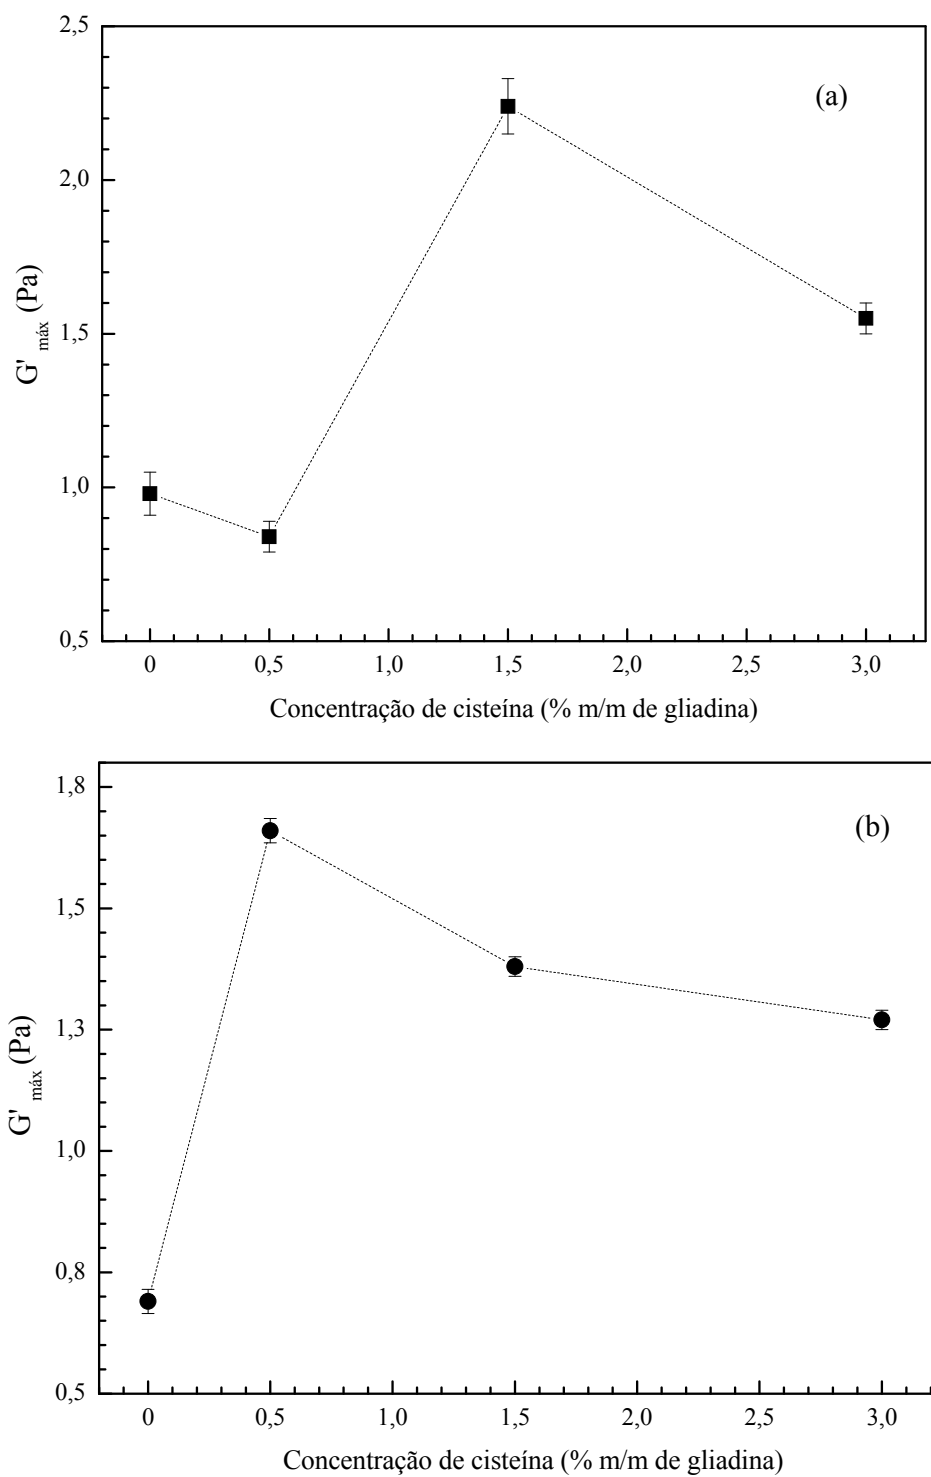 2,5
(a)
2,0
G'máx (Pa)
1,5
1,0
0,5
0 0,5 1,0 1,5 2,0 2,5 3,0
Concentração de cisteína (% m/m de gliadina)
1,8
(b)
1,5
1,3
G'máx (Pa)
1,0
0,8
0,5
0 0,5 1,0 1,5 2,0 2,5 3,0
Concentração de cisteína (% m/m de gliadina)